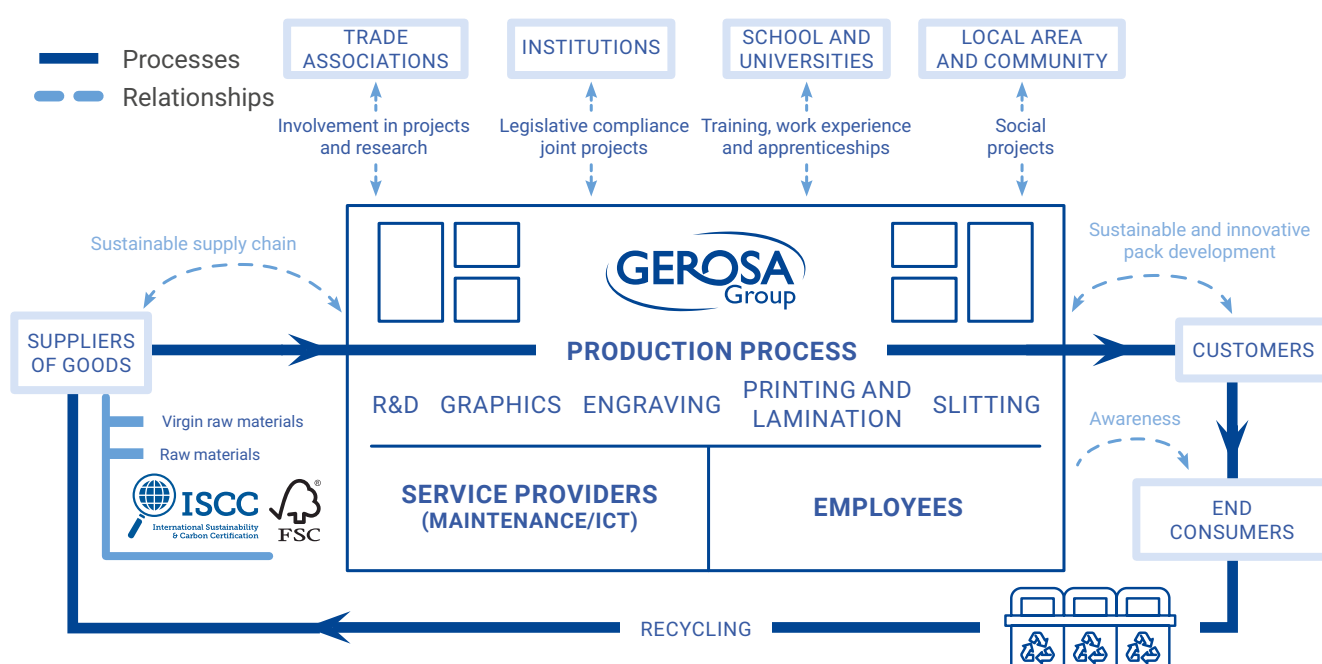 Processes
Relationships
TRADE
ASSOCIATIONS
INSTITUTIONS
SCHOOL AND
UNIVERSITIES
LOCAL AREA
AND COMMUNITY
Involvement in projects
and research
Legislative compliance
joint projects
Training, work experience
and apprenticeships
Social
projects
Sustainable supply chain
GEROSA
Group
Sustainable and innovative
pack development
SUPPLIERS
OF GOODS
PRODUCTION PROCESS
CUSTOMERS
R&D
GRAPHICS
ENGRAVING
PRINTING AND
LAMINATION
SLITTING
Virgin raw materials
Raw materials
ISCC
International Sustainability
& Carbon Certification
®
FSC
SERVICE PROVIDERS
(MAINTENANCE/ICT)
EMPLOYEES
Awareness
END
CONSUMERS
RECYCLING